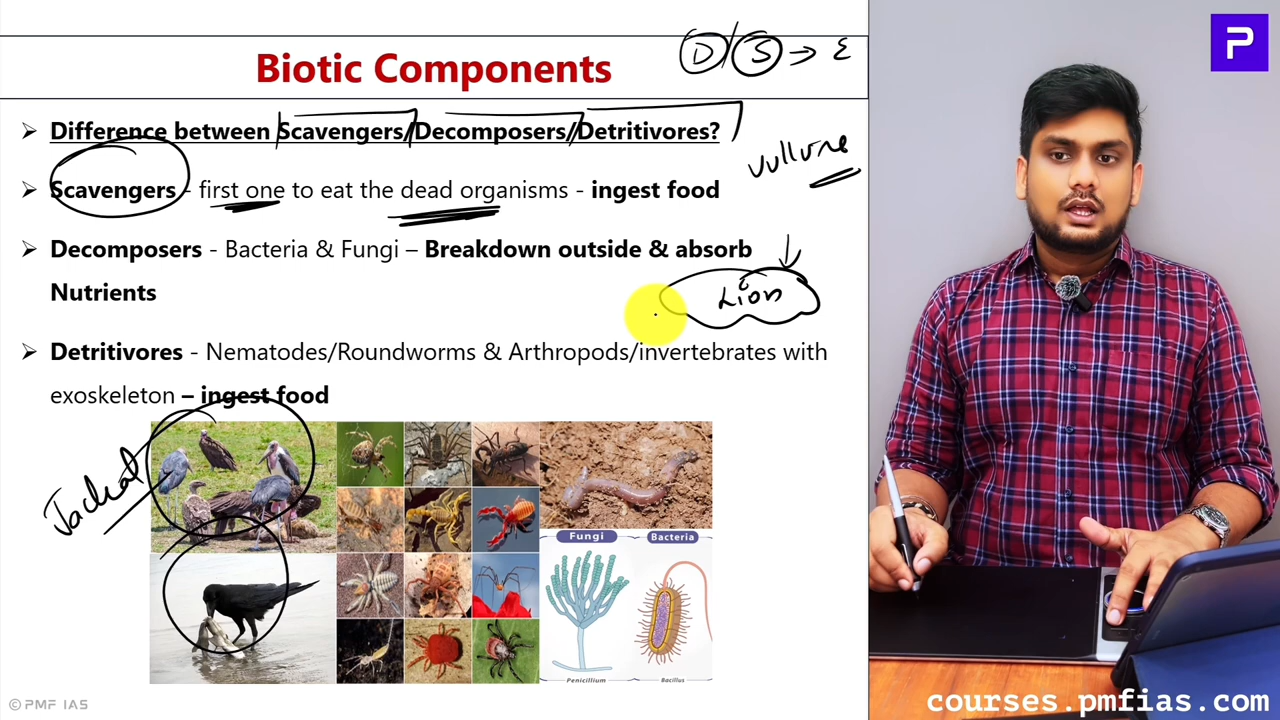 D/S → E
P
Biotic Components
➤ Difference between Scavengers/Decomposers/Detritivores?
vulture
➤ Scavengers - first one to eat the dead organisms - ingest food
➤ Decomposers - Bacteria & Fungi – Breakdown outside & absorb
Nutrients
Lion
➤ Detritivores - Nematodes/Roundworms & Arthropods/invertebrates with
exoskeleton – ingest food
Jackal
Fungi
Bacteria
Penicillium
Bacillus
© PMF IAS
courses.pmfias.com